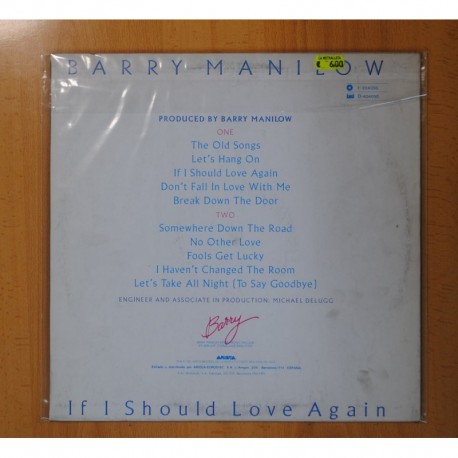 BARRY MANILOW
600
PRODUCED BY BARRY MANILOW
ONE
The Old Songs
Let's Hang On
If I Should Love Again
Don't Fall In Love With Me
Break Down The Door
TWO
Somewhere Down The Road
No Other Love
Fools Get Lucky
I Haven't Changed The Room
Let's Take All Night (To Say Goodbye)
ENGINEER AND ASSOCIATE IN PRODUCTION: MICHAEL DELUGG
Barry
ARISTA
If I Should Love Again